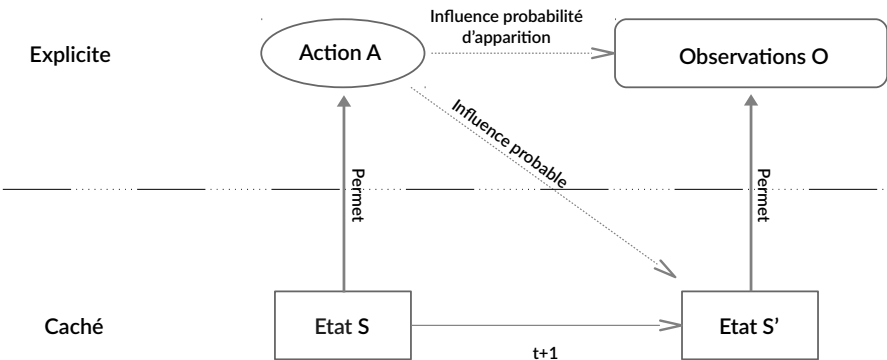 Influence probabilité
d'apparition
Explicite
Action A
Observations O
Influence probable
Permet
Permet
Caché
Etat S
Etat S’
t+1